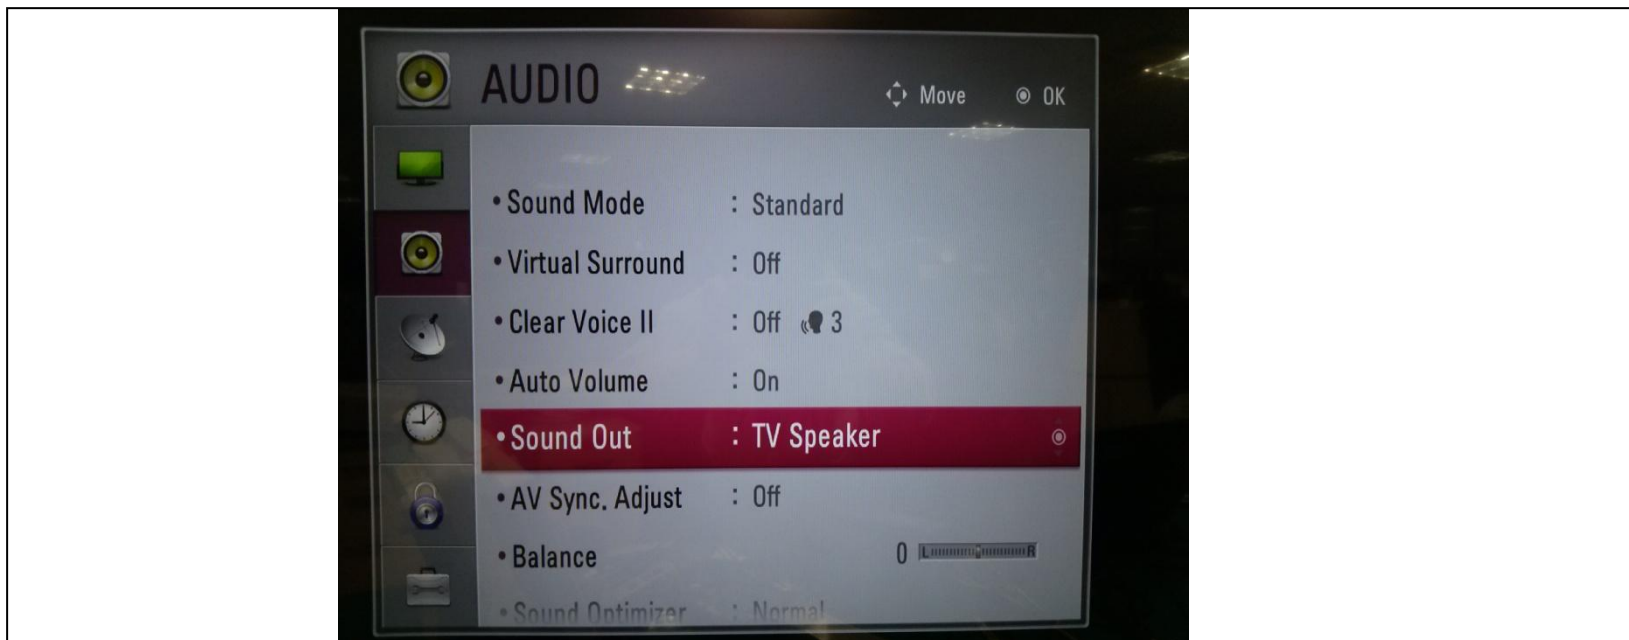 AUDIO
Move OK
• Sound Mode : Standard
• Virtual Surround : Off
• Clear Voice II : Off 3
• Auto Volume : On
• Sound Out : TV Speaker
• AV Sync. Adjust : Off
• Balance 0 L R
• Sound Optimizer : Normal